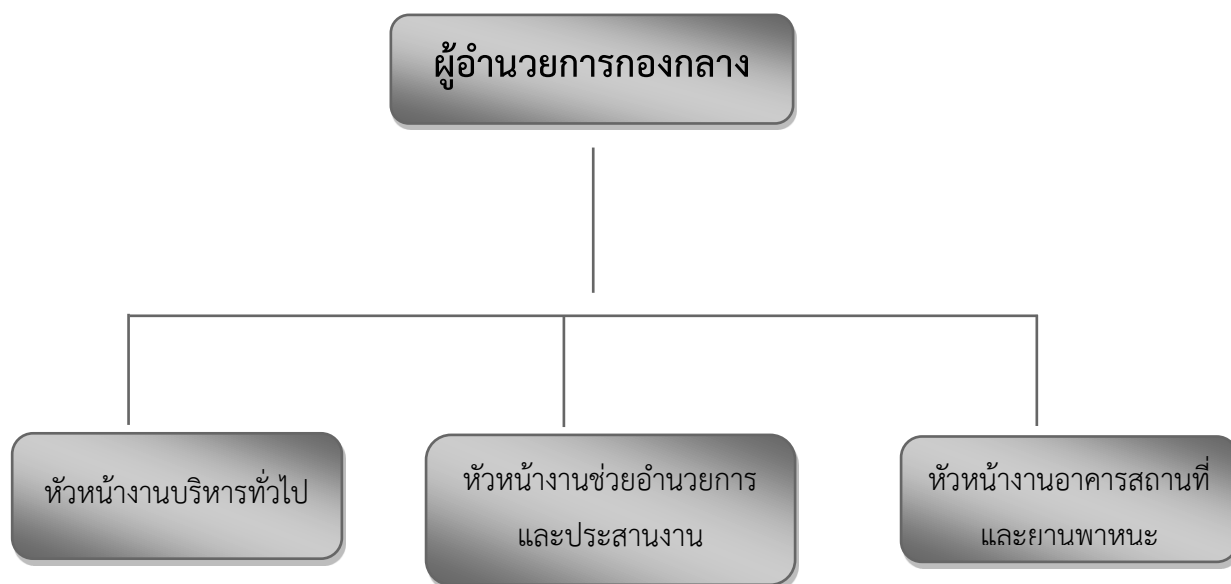 ผู้อำนวยการกองกลาง
หัวหน้างานบริหารทั่วไป
หัวหน้างานช่วยอำนวยการ
และประสานงาน
หัวหน้างานอาคารสถานที่
และยานพาหนะ